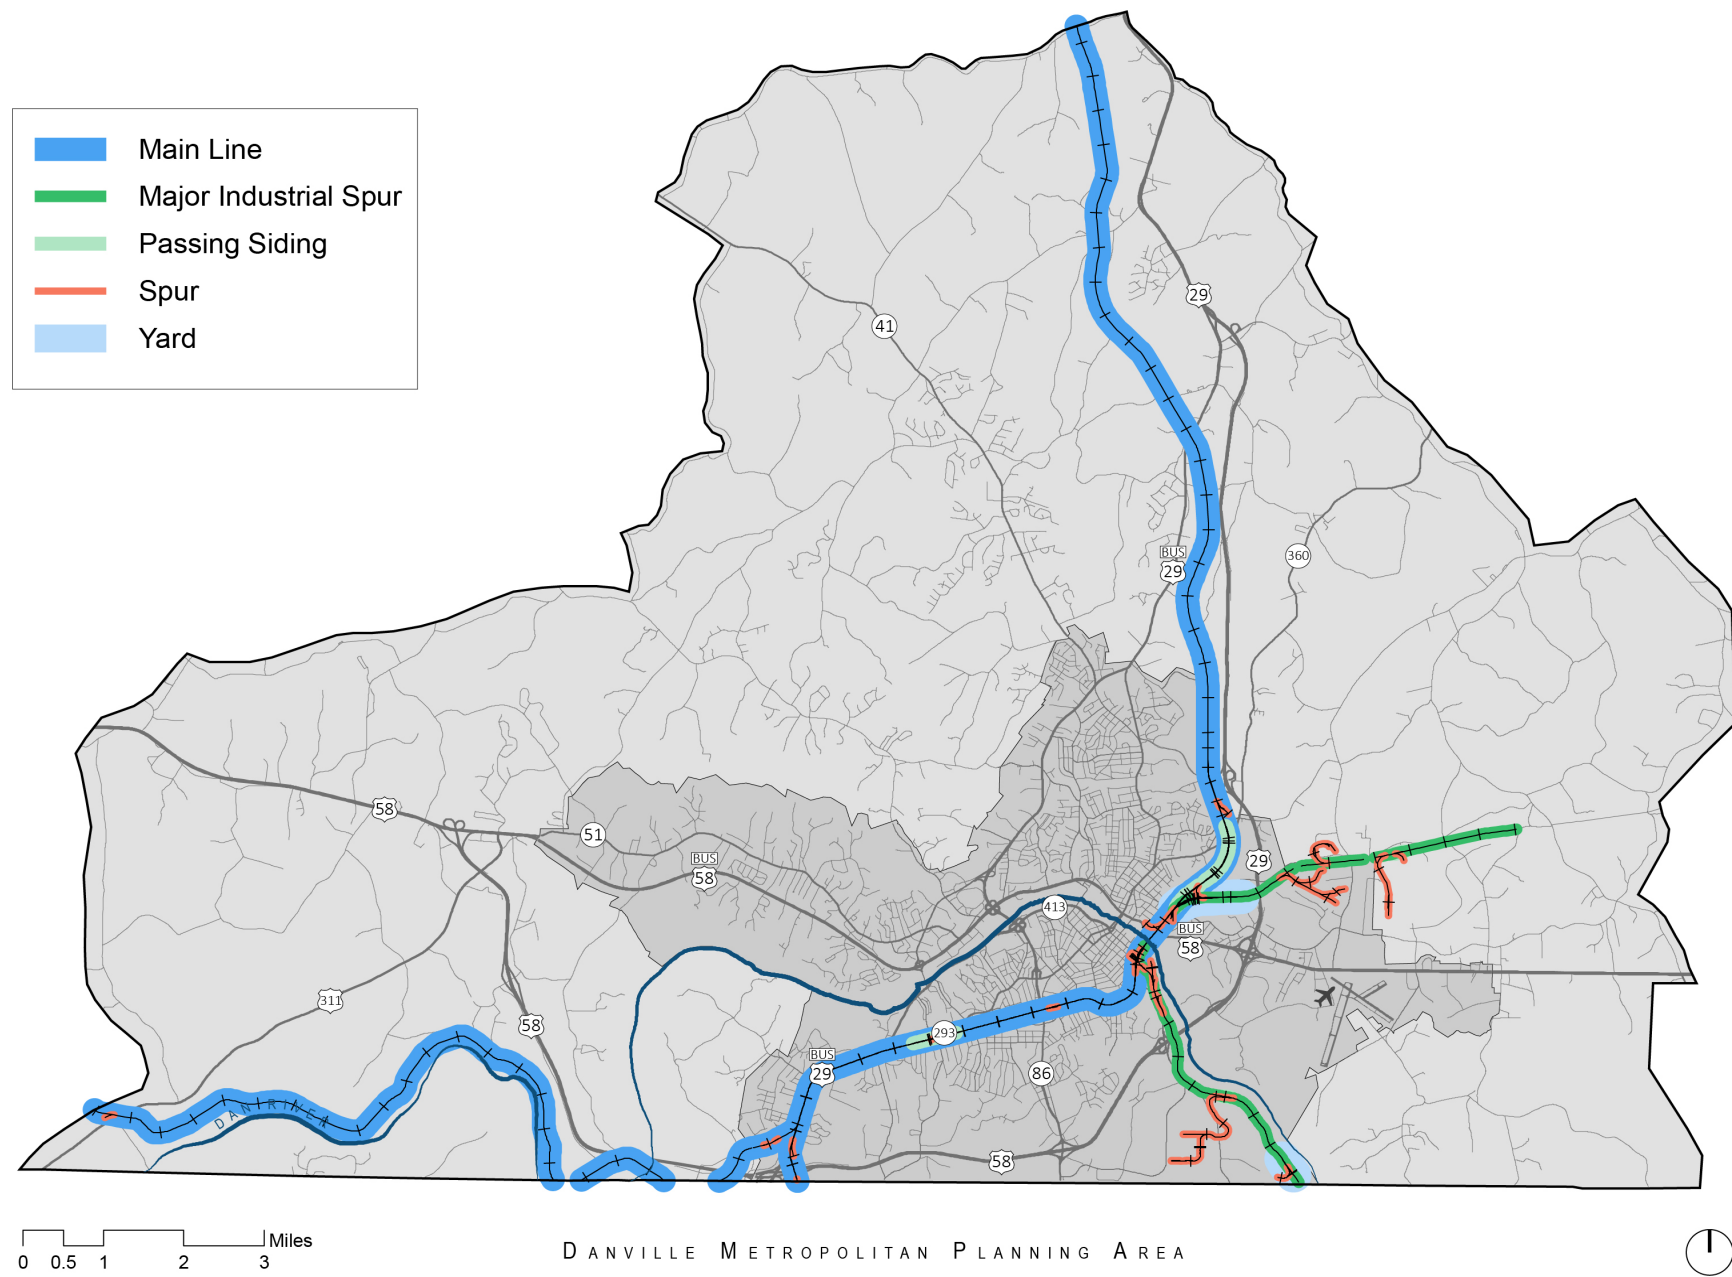 Main Line
Major Industrial Spur
Passing Siding
Spur
Yard
29
41
BUS
29
360
58
51
BUS
58
29
413
BUS
58
311
58
293
BUS
29
86
DAN RIVER
58
0 0.5 1 2 3 Miles
DANVILLE METROPOLITAN PLANNING AREA